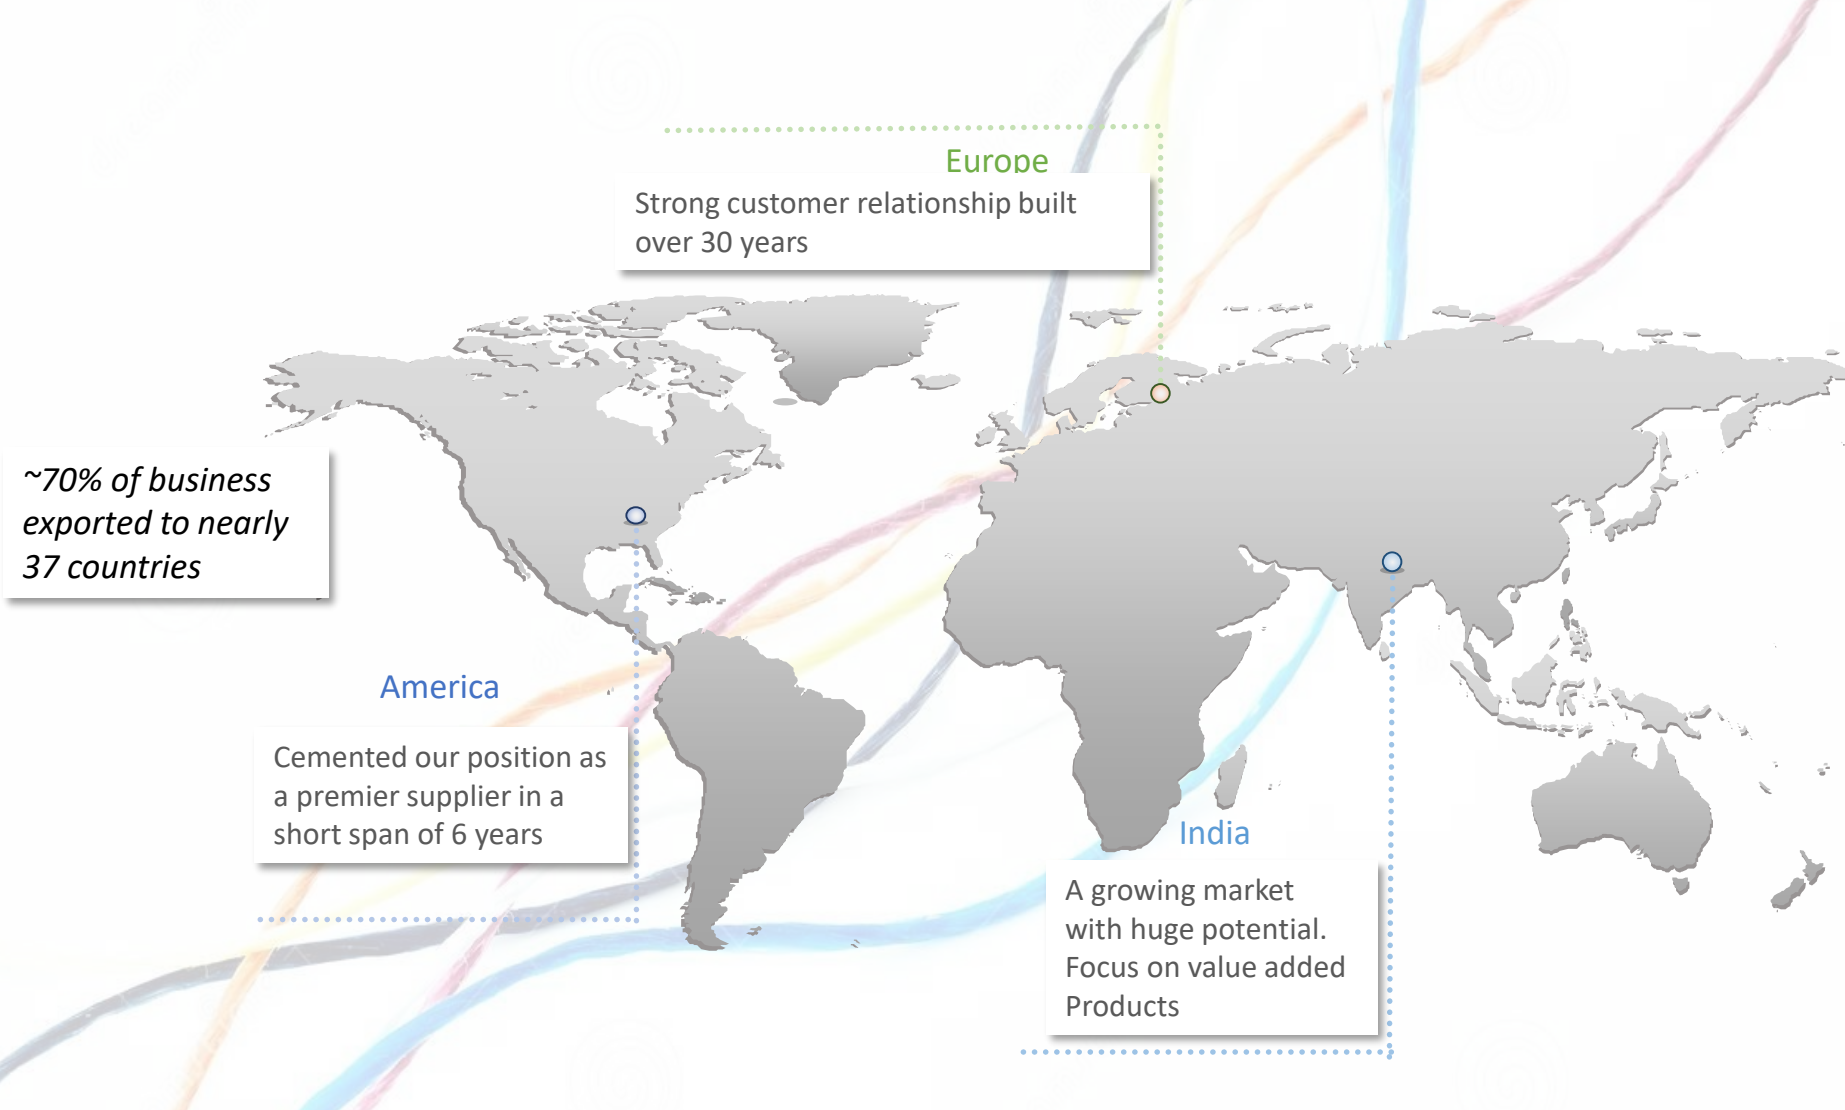 Europe
Strong customer relationship built
over 30 years
~70% of business
exported to nearly
37 countries
America
Cemented our position as
a premier supplier in a
short span of 6 years
India
A growing market
with huge potential.
Focus on value added
Products